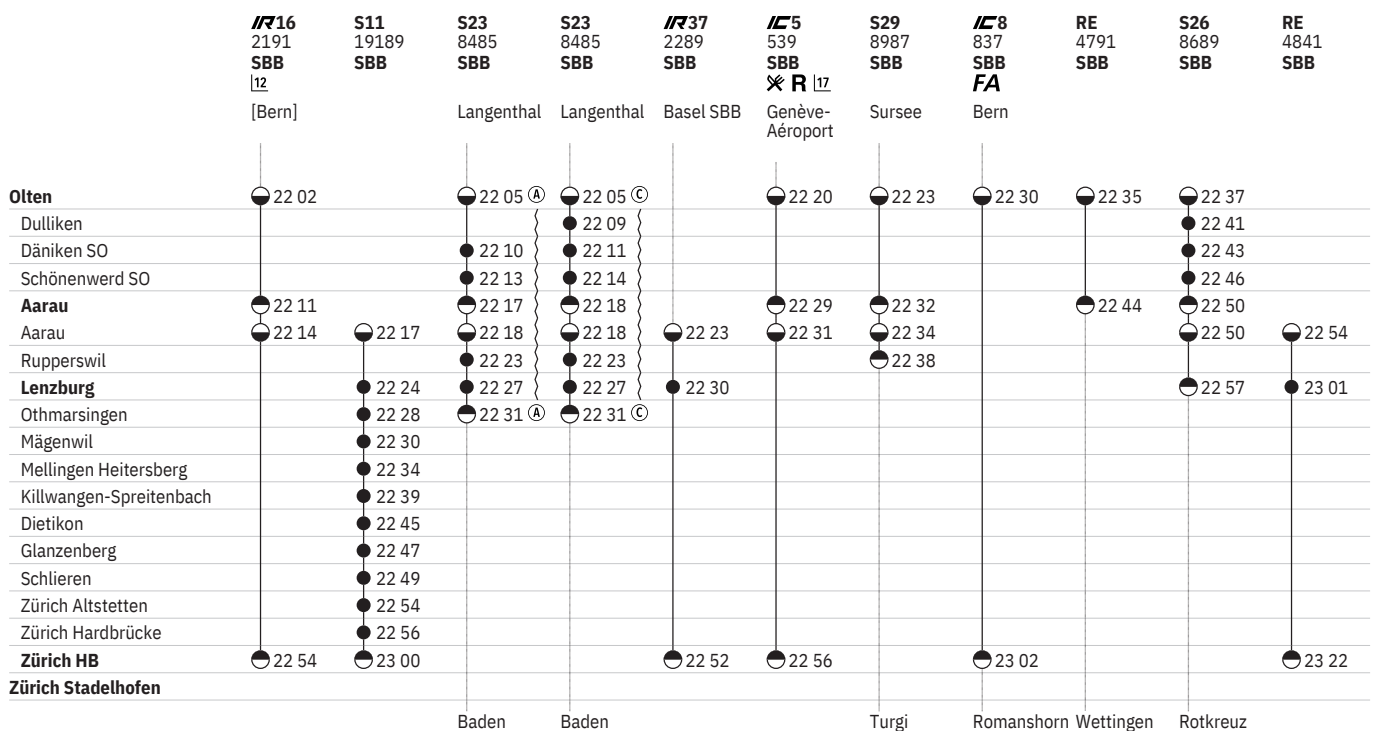 IR16 S11 S23 S23 IR37 IC5 S29 IC8 RE S26 RE
2191 19189 8485 8485 2289 539 8987 837 4791 8689 4841
SBB SBB SBB SBB SBB SBB SBB SBB SBB SBB SBB
12 R 17 FA
[Bern] Langenthal Langenthal Basel SBB Genève- Sursee Bern
Aéroport
Olten 22 02 22 05 A 22 05 C 22 20 22 23 22 30 22 35 22 37
Dulliken 22 09 22 41
Däniken SO 22 10 22 11 22 43
Schönenwerd SO 22 13 22 14 22 46
Aarau 22 11 22 17 22 18 22 29 22 32 22 44 22 50
Aarau 22 14 22 17 22 18 22 18 22 23 22 31 22 34 22 50 22 54
Rupperswil 22 23 22 23 22 38
Lenzburg 22 24 22 27 22 27 22 30 22 57 23 01
Othmarsingen 22 28 22 31 A 22 31 C
Mägenwil 22 30
Mellingen Heitersberg 22 34
Killwangen-Spreitenbach 22 39
Dietikon 22 45
Glanzenberg 22 47
Schlieren 22 49
Zürich Altstetten 22 54
Zürich Hardbrücke 22 56
Zürich HB 22 54 23 00 22 52 22 56 23 02 23 22
Zürich Stadelhofen
Baden Baden Turgi Romanshorn Wettingen Rotkreuz